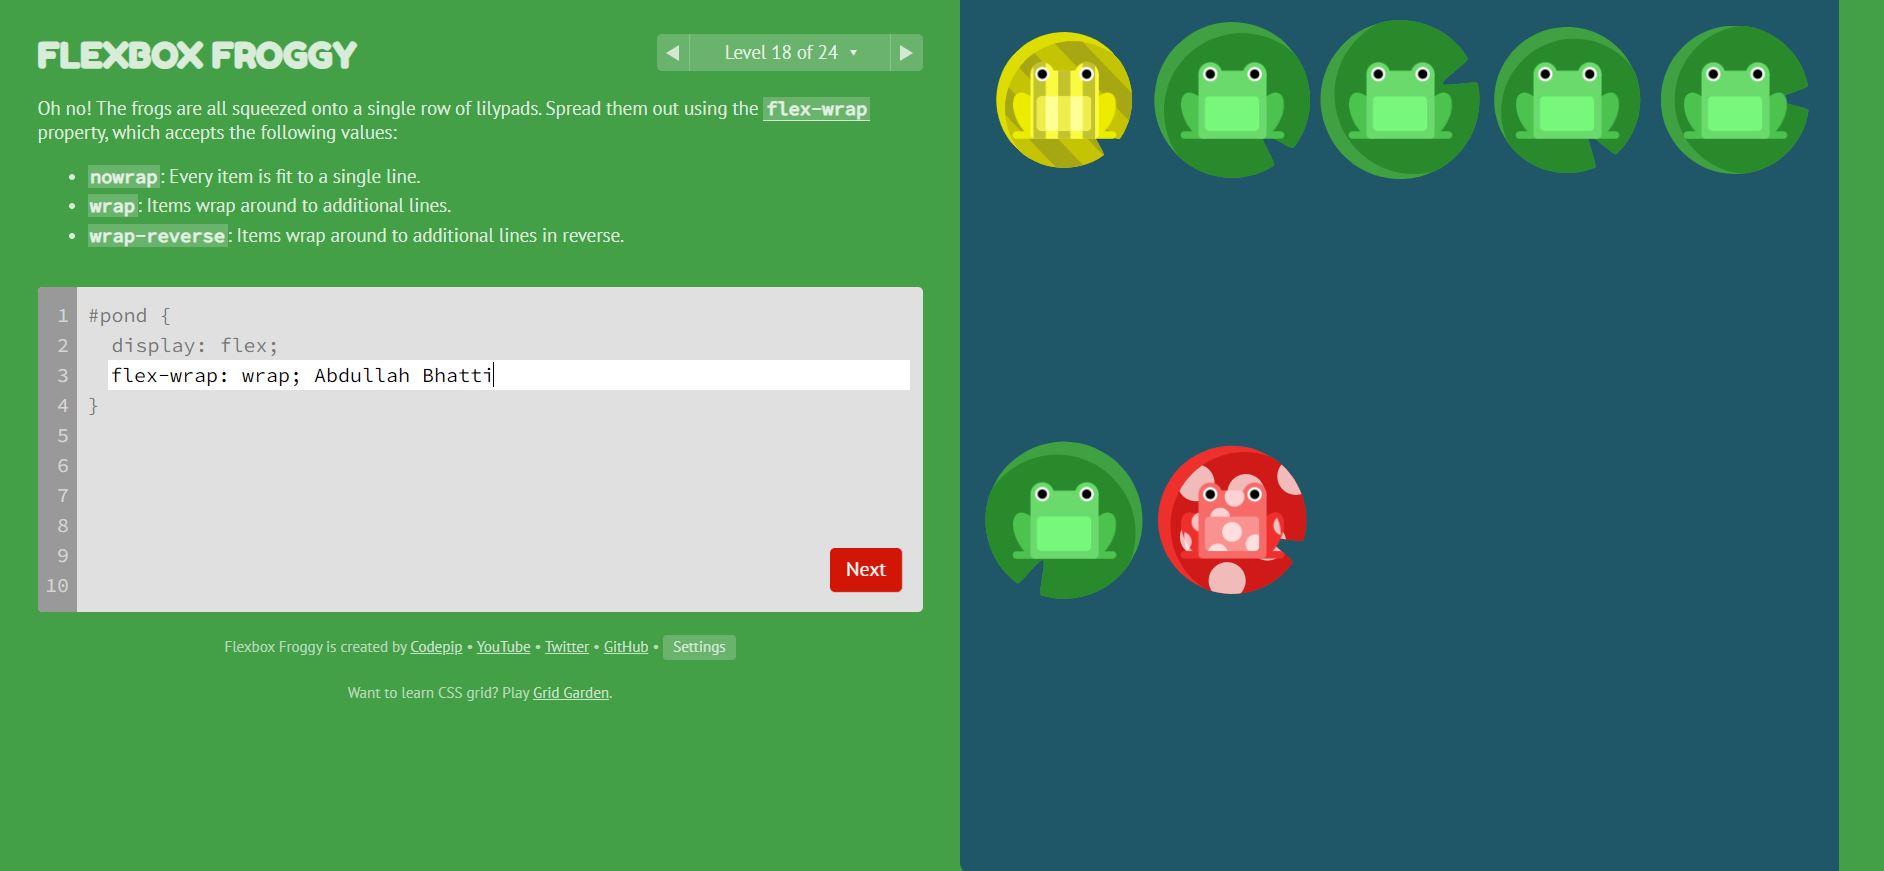 FLEXBOX FROGGY
◀ Level 18 of 24 ▾ ▶
Oh no! The frogs are all squeezed onto a single row of lilypads. Spread them out using the flex-wrap
property, which accepts the following values:
• nowrap: Every item is fit to a single line.
• wrap: Items wrap around to additional lines.
• wrap-reverse: Items wrap around to additional lines in reverse.
1 #pond {
2 display: flex;
3 flex-wrap: wrap; Abdullah Bhatti
4 }
5
6
7
8
9
10
Next
Flexbox Froggy is created by Codepip • YouTube • Twitter • GitHub • Settings
Want to learn CSS grid? Play Grid Garden.